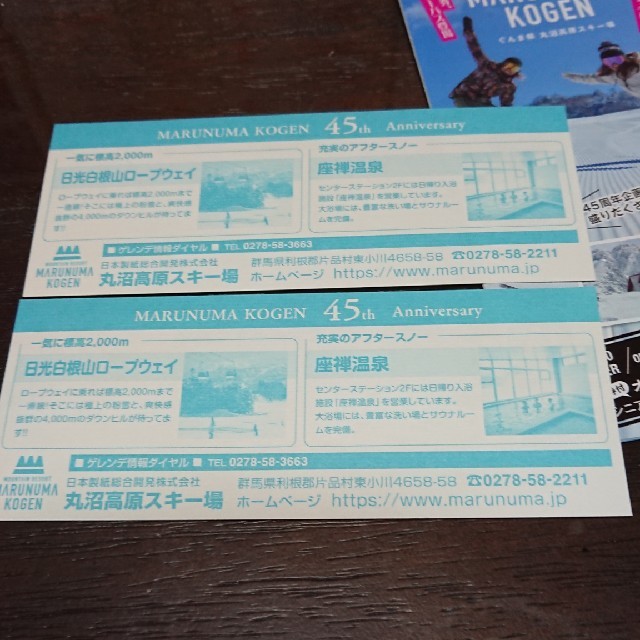 KOGEN
ぐんま県 丸沼高原スキー場
MARUNUMA KOGEN 45th Anniversary
一気に標高2,000m
日光白根山ロープウェイ
充実のアフタースノー
座禅温泉
センターステーション2Fには日帰り入浴
施設「座禅温泉」を営業しています。
大浴場には、豊富な洗い場とサウナルー
ムを完備。
■ ゲレンデ情報ダイヤル ■ TEL 0278-58-3663
MARUNUMA
KOGEN
日本製紙総合開発株式会社
丸沼高原スキー場
群馬県利根郡片品村東小川4658-58 ☎0278-58-2211
ホームページ https://www.marunuma.jp
MARUNUMA KOGEN 45th Anniversary
一気に標高2,000m
日光白根山ロープウェイ
ロープウェイに乗れば標高2,000mまで
一直線!そこには極上の粉雪と、爽快感
抜群の4,000mのダウンヒルが待ってま
す!
充実のアフタースノー
座禅温泉
センターステーション2Fには日帰り入浴
施設「座禅温泉」を営業しています。
大浴場には、豊富な洗い場とサウナルー
ムを完備。
■ ゲレンデ情報ダイヤル ■ TEL 0278-58-3663
MOUNTAIN RESORT
MARUNUMA
KOGEN
日本製紙総合開発株式会社
丸沼高原スキー場
群馬県利根郡片品村東小川4658-58 ☎0278-58-2211
ホームページ https://www.marunuma.jp